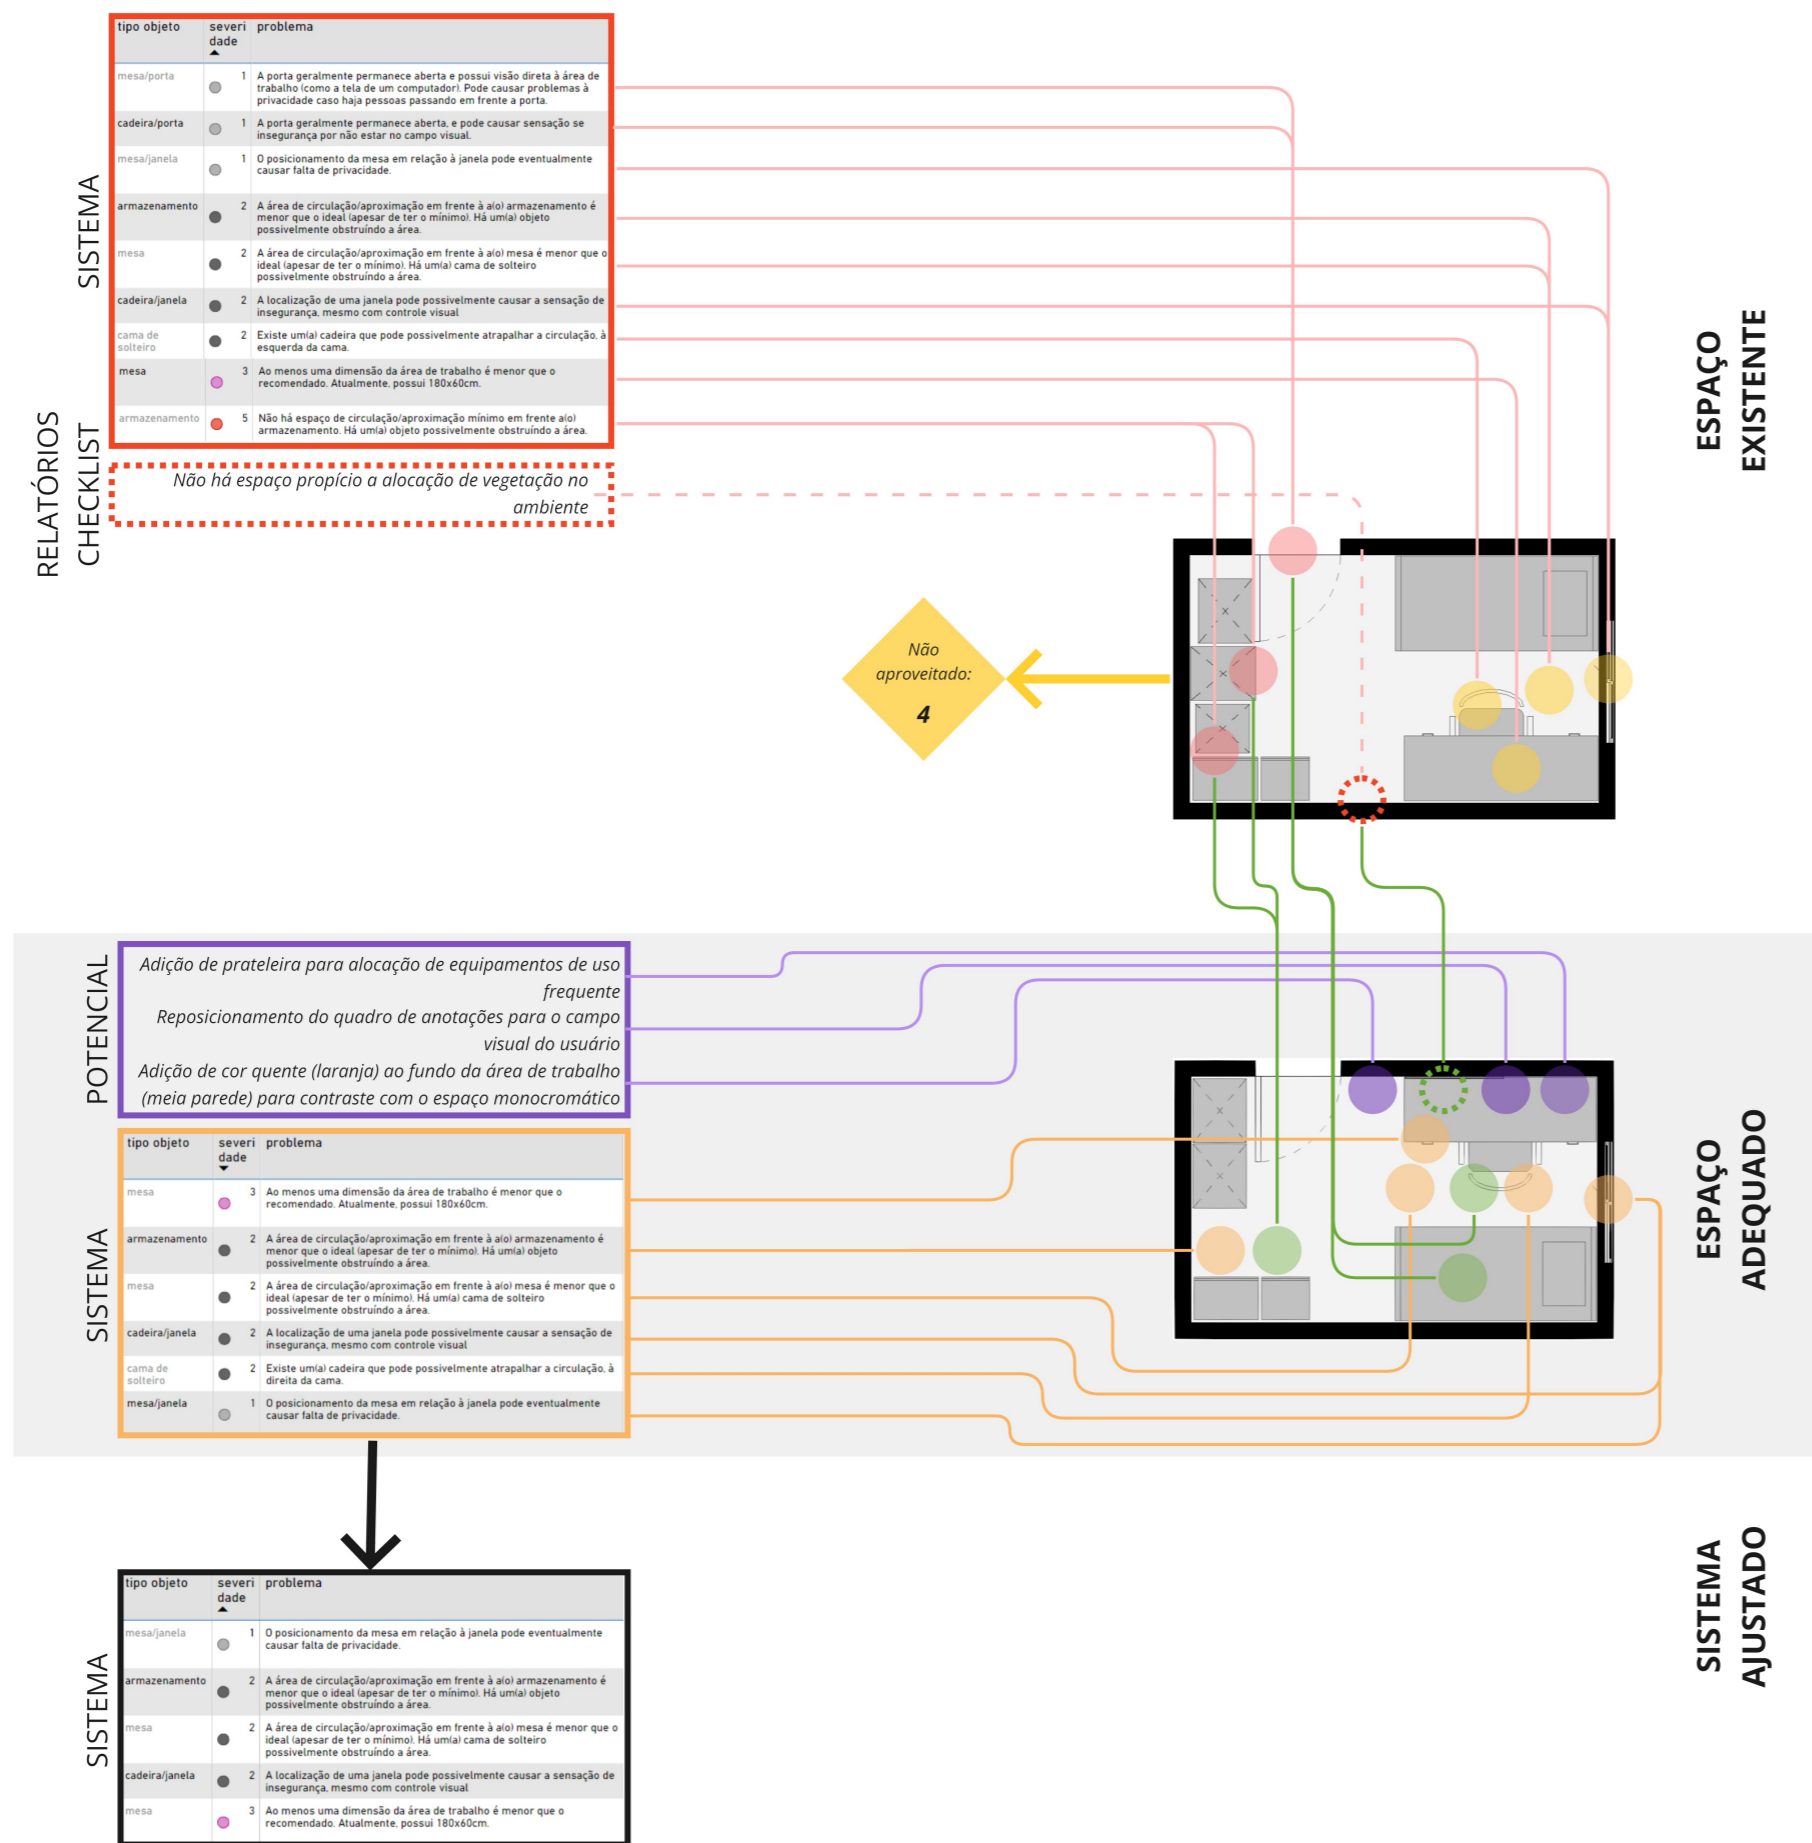 tipo objeto
severi
dade
problema
mesa/porta
1
A porta geralmente permanece aberta e possui visão direta à área de
trabalho (como a tela de um computador). Pode causar problemas à
privacidade caso haja pessoas passando em frente a porta.
cadeira/porta
1
A porta geralmente permanece aberta, e pode causar sensação se
insegurança por não estar no campo visual.
mesa/janela
1
O posicionamento da mesa em relação à janela pode eventualmente
causar falta de privacidade.
armazenamento
2
A área de circulação/aproximação em frente à a(o) armazenamento é
menor que o ideal (apesar de ter o mínimo). Há um(a) objeto
possivelmente obstruíndo a área.
mesa
2
A área de circulação/aproximação em frente à a(o) mesa é menor que o
ideal (apesar de ter o mínimo). Há um(a) cama de solteiro
possivelmente obstruíndo a área.
cadeira/janela
2
A localização de uma janela pode possivelmente causar a sensação de
insegurança, mesmo com controle visual
cama de
solteiro
2
Existe um(a) cadeira que pode possivelmente atrapalhar a circulação, à
esquerda da cama.
mesa
3
Ao menos uma dimensão da área de trabalho é menor que o
recomendado. Atualmente, possui 180x60cm.
armazenamento
5
Não há espaço de circulação/aproximação mínimo em frente a(o)
armazenamento. Há um(a) objeto possivelmente obstruíndo a área.
SISTEMA
RELATÓRIOS
CHECKLIST
Não há espaço propício a alocação de vegetação no
ambiente
ESPAÇO
EXISTENTE
Não
aproveitado:
4
POTENCIAL
Adição de prateleira para alocação de equipamentos de uso
frequente
Reposicionamento do quadro de anotações para o campo
visual do usuário
Adição de cor quente (laranja) ao fundo da área de trabalho
(meia parede) para contraste com o espaço monocromático
SISTEMA
tipo objeto
severi
dade
problema
mesa
3
Ao menos uma dimensão da área de trabalho é menor que o
recomendado. Atualmente, possui 180x60cm.
armazenamento
2
A área de circulação/aproximação em frente à a(o) armazenamento é
menor que o ideal (apesar de ter o mínimo). Há um(a) objeto
possivelmente obstruíndo a área.
mesa
2
A área de circulação/aproximação em frente à a(o) mesa é menor que o
ideal (apesar de ter o mínimo). Há um(a) cama de solteiro
possivelmente obstruíndo a área.
cadeira/janela
2
A localização de uma janela pode possivelmente causar a sensação de
insegurança, mesmo com controle visual
cama de
solteiro
2
Existe um(a) cadeira que pode possivelmente atrapalhar a circulação, à
direita da cama.
mesa/janela
1
O posicionamento da mesa em relação à janela pode eventualmente
causar falta de privacidade.
ESPAÇO
ADEQUADO
SISTEMA
AJUSTADO
SISTEMA
tipo objeto
severi
dade
problema
mesa/janela
1
O posicionamento da mesa em relação à janela pode eventualmente
causar falta de privacidade.
armazenamento
2
A área de circulação/aproximação em frente à a(o) armazenamento é
menor que o ideal (apesar de ter o mínimo). Há um(a) objeto
possivelmente obstruíndo a área.
mesa
2
A área de circulação/aproximação em frente à a(o) mesa é menor que o
ideal (apesar de ter o mínimo). Há um(a) cama de solteiro
possivelmente obstruíndo a área.
cadeira/janela
2
A localização de uma janela pode possivelmente causar a sensação de
insegurança, mesmo com controle visual
mesa
3
Ao menos uma dimensão da área de trabalho é menor que o
recomendado. Atualmente, possui 180x60cm.